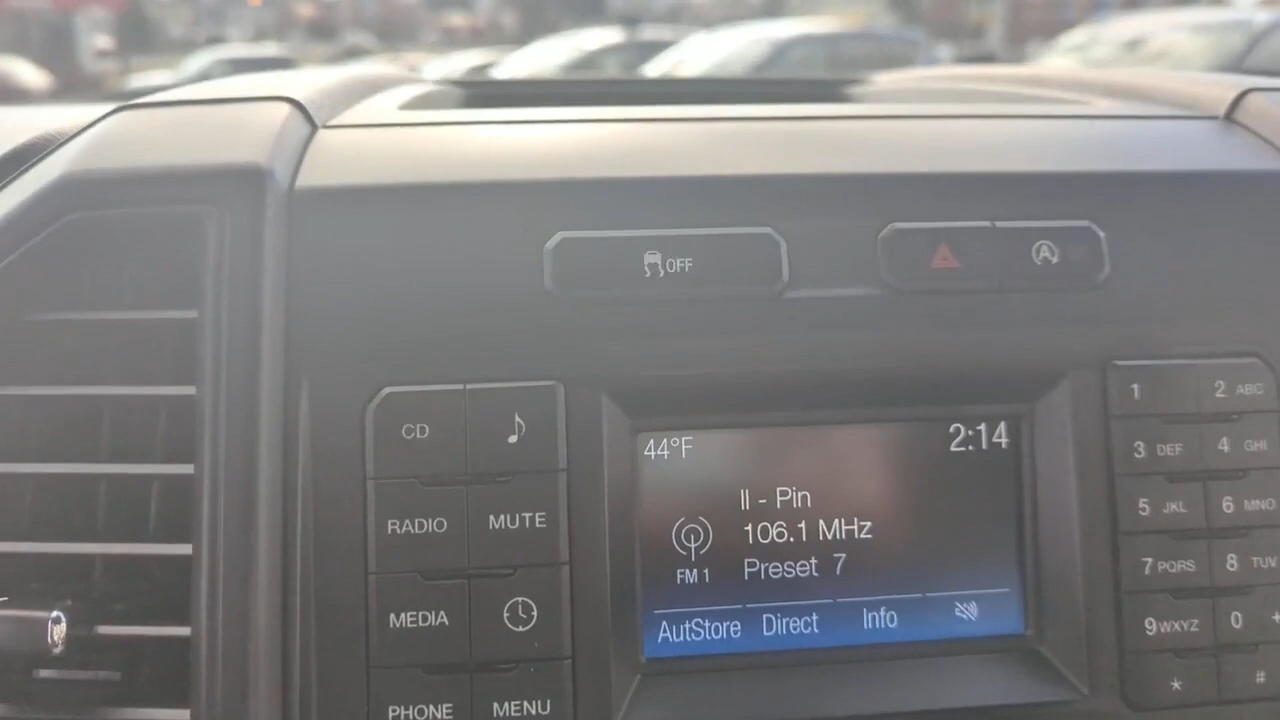 OFF
A
CD
RADIO
MUTE
MEDIA
PHONE
MENU
44°F
2:14
II - Pin
106.1 MHz
FM 1
Preset 7
AutStore Direct Info
1
2 ABC
3 DEF
4 GHI
5 JKL
6 MNO
7 PQRS
8 TUV
9 WXYZ
0 +
*
#